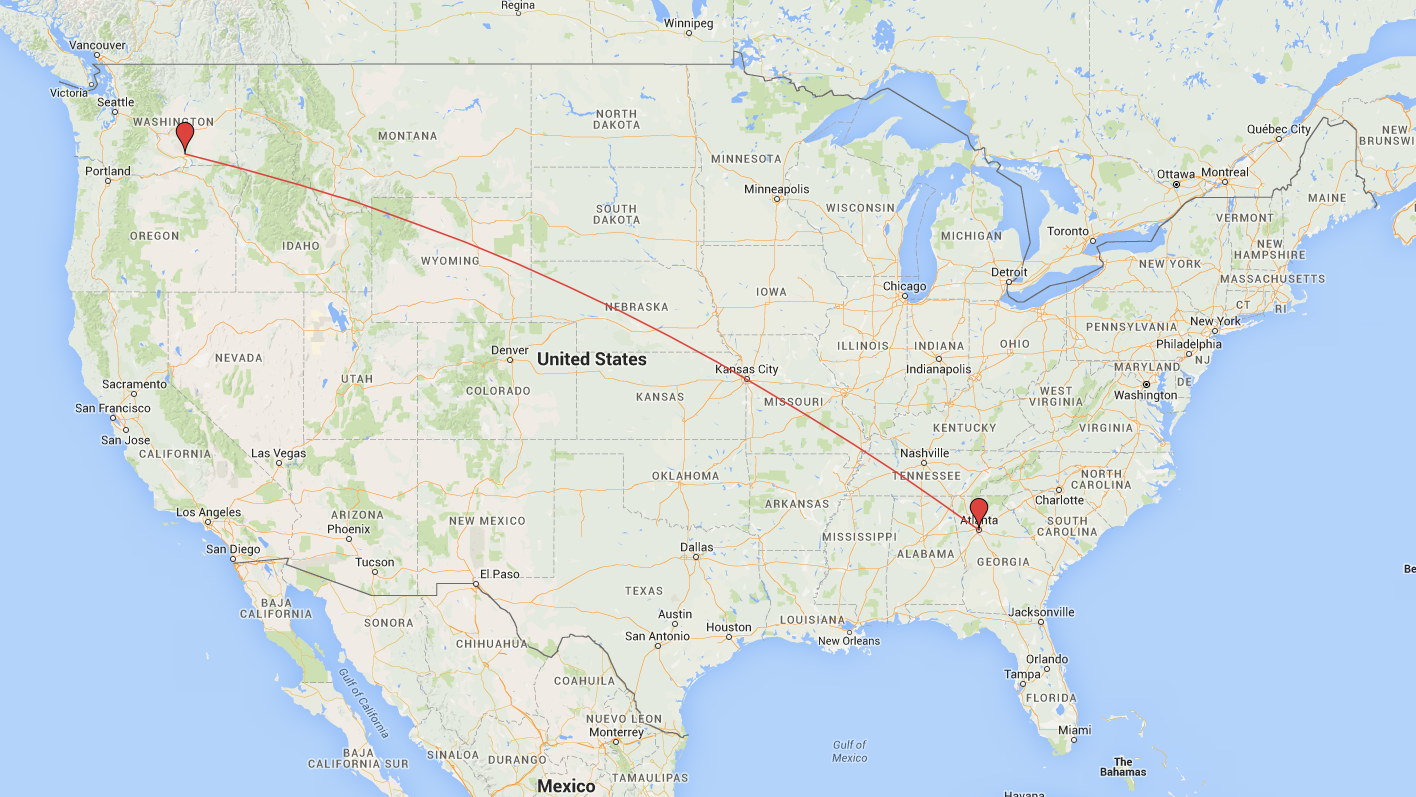 Regina
Winnipeg
Vancouver
Victoria
Seattle
WASHINGTON
NORTH
DAKOTA
MONTANA
Québec City
NEW
BRUNSWI
MINNESOTA
Portland
Ottawa
Montreal
Minneapolis
MAINE
WISCONSIN
SOUTH
DAKOTA
VERMONT
OREGON
IDAHO
MICHIGAN
Toronto
NEW
HAMPSHIRE
WYOMING
NEW YORK
Detroit
MASSACHUSETTS
Chicago
IOWA
NEBRASKA
CT
RI
New York
PENNSYLVANIA
OHIO
ILLINOIS
INDIANA
Philadelphia
NEVADA
Denver
United States
NJ
Indianapolis
Kansas City
MARYLAND
UTAH
DE
Sacramento
COLORADO
KANSAS
MISSOURI
WEST
VIRGINIA
Washington
San Francisco
San Jose
KENTUCKY
VIRGINIA
CALIFORNIA
Las Vegas
Nashville
OKLAHOMA
TENNESSEE
NORTH
CAROLINA
Charlotte
ARKANSAS
Los Angeles
ARIZONA
Phoenix
NEW MEXICO
Atlanta
SOUTH
CAROLINA
MISSISSIPPI
San Diego
Dallas
ALABAMA
GEORGIA
Tucson
El Paso
Be
TEXAS
BAJA
CALIFORNIA
SONORA
Austin
Jacksonville
LOUISIANA
Houston
San Antonio
New Orleans
CHIHUAHUA
Orlando
Tampa
COAHUILA
FLORIDA
Gulf of California
NUEVO LEON
Monterrey
Miami
Gulf of
Mexico
BAJA
CALIFORNIA SUR
SINALOA
DURANGO
The
Bahamas
TAMAULIPAS
Mexico
Havana